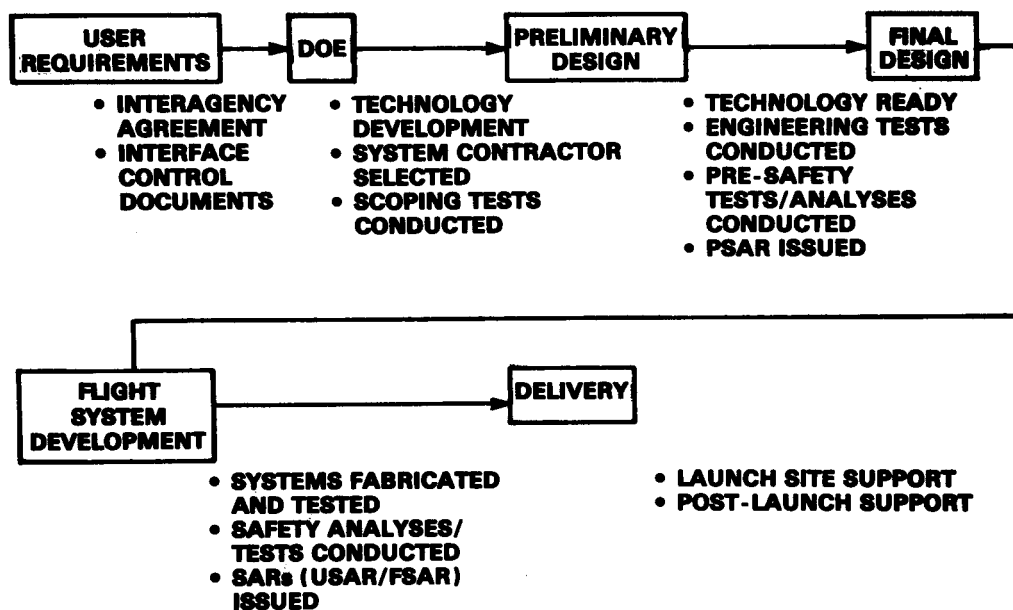 USER
REQUIREMENTS
DOE
PRELIMINARY
DESIGN
FINAL
DESIGN
• INTERAGENCY
AGREEMENT
• INTERFACE
CONTROL
DOCUMENTS
• TECHNOLOGY
DEVELOPMENT
• SYSTEM CONTRACTOR
SELECTED
• SCOPING TESTS
CONDUCTED
• TECHNOLOGY READY
• ENGINEERING TESTS
CONDUCTED
• PRE-SAFETY
TESTS/ANALYSES
CONDUCTED
• PSAR ISSUED
FLIGHT
SYSTEM
DEVELOPMENT
DELIVERY
• SYSTEMS FABRICATED
AND TESTED
• SAFETY ANALYSES/
TESTS CONDUCTED
• SARs (USAR/FSAR)
ISSUED
• LAUNCH SITE SUPPORT
• POST-LAUNCH SUPPORT